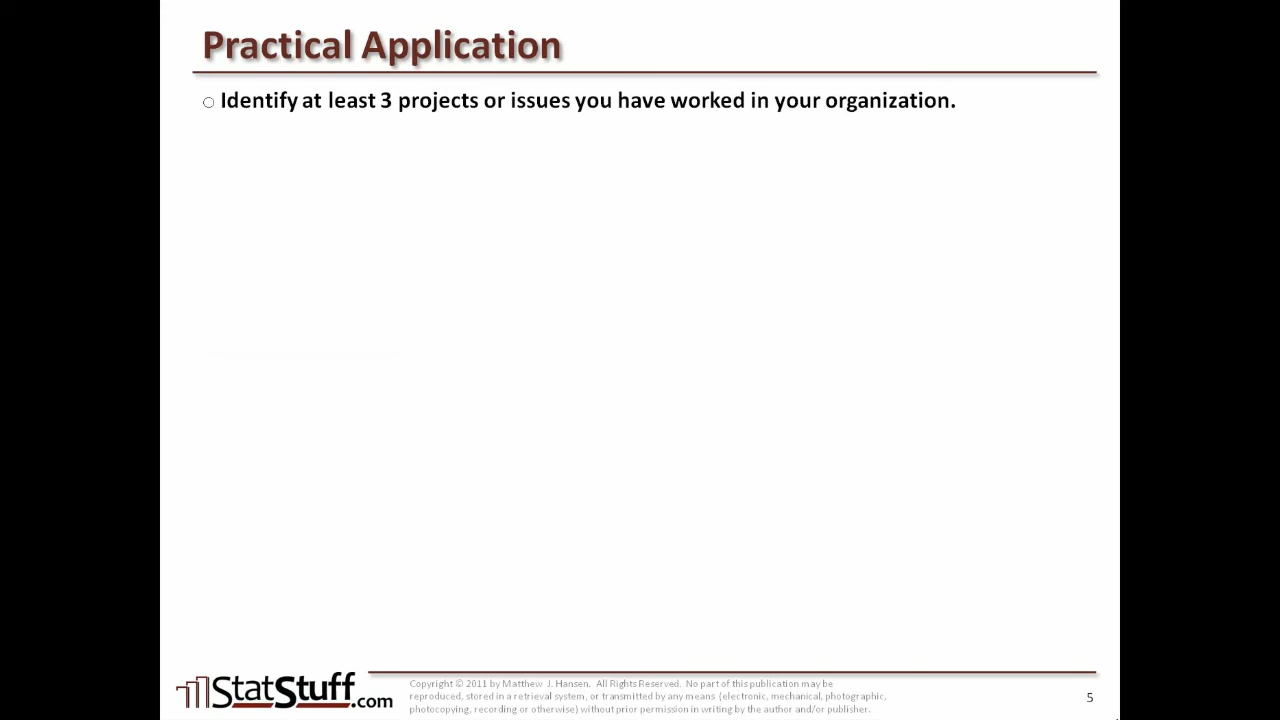 Practical Application
Identify at least 3 projects or issues you have worked in your organization.
StatStuff.com
Copyright © 2011 by Matthew J. Hansen. All Rights Reserved. No part of this publication may be
reproduced, stored in a retrieval system, or transmitted by any means (electronic, mechanical, photographic,
photocopying, recording or otherwise) without prior permission in writing by the author and/or publisher.
5